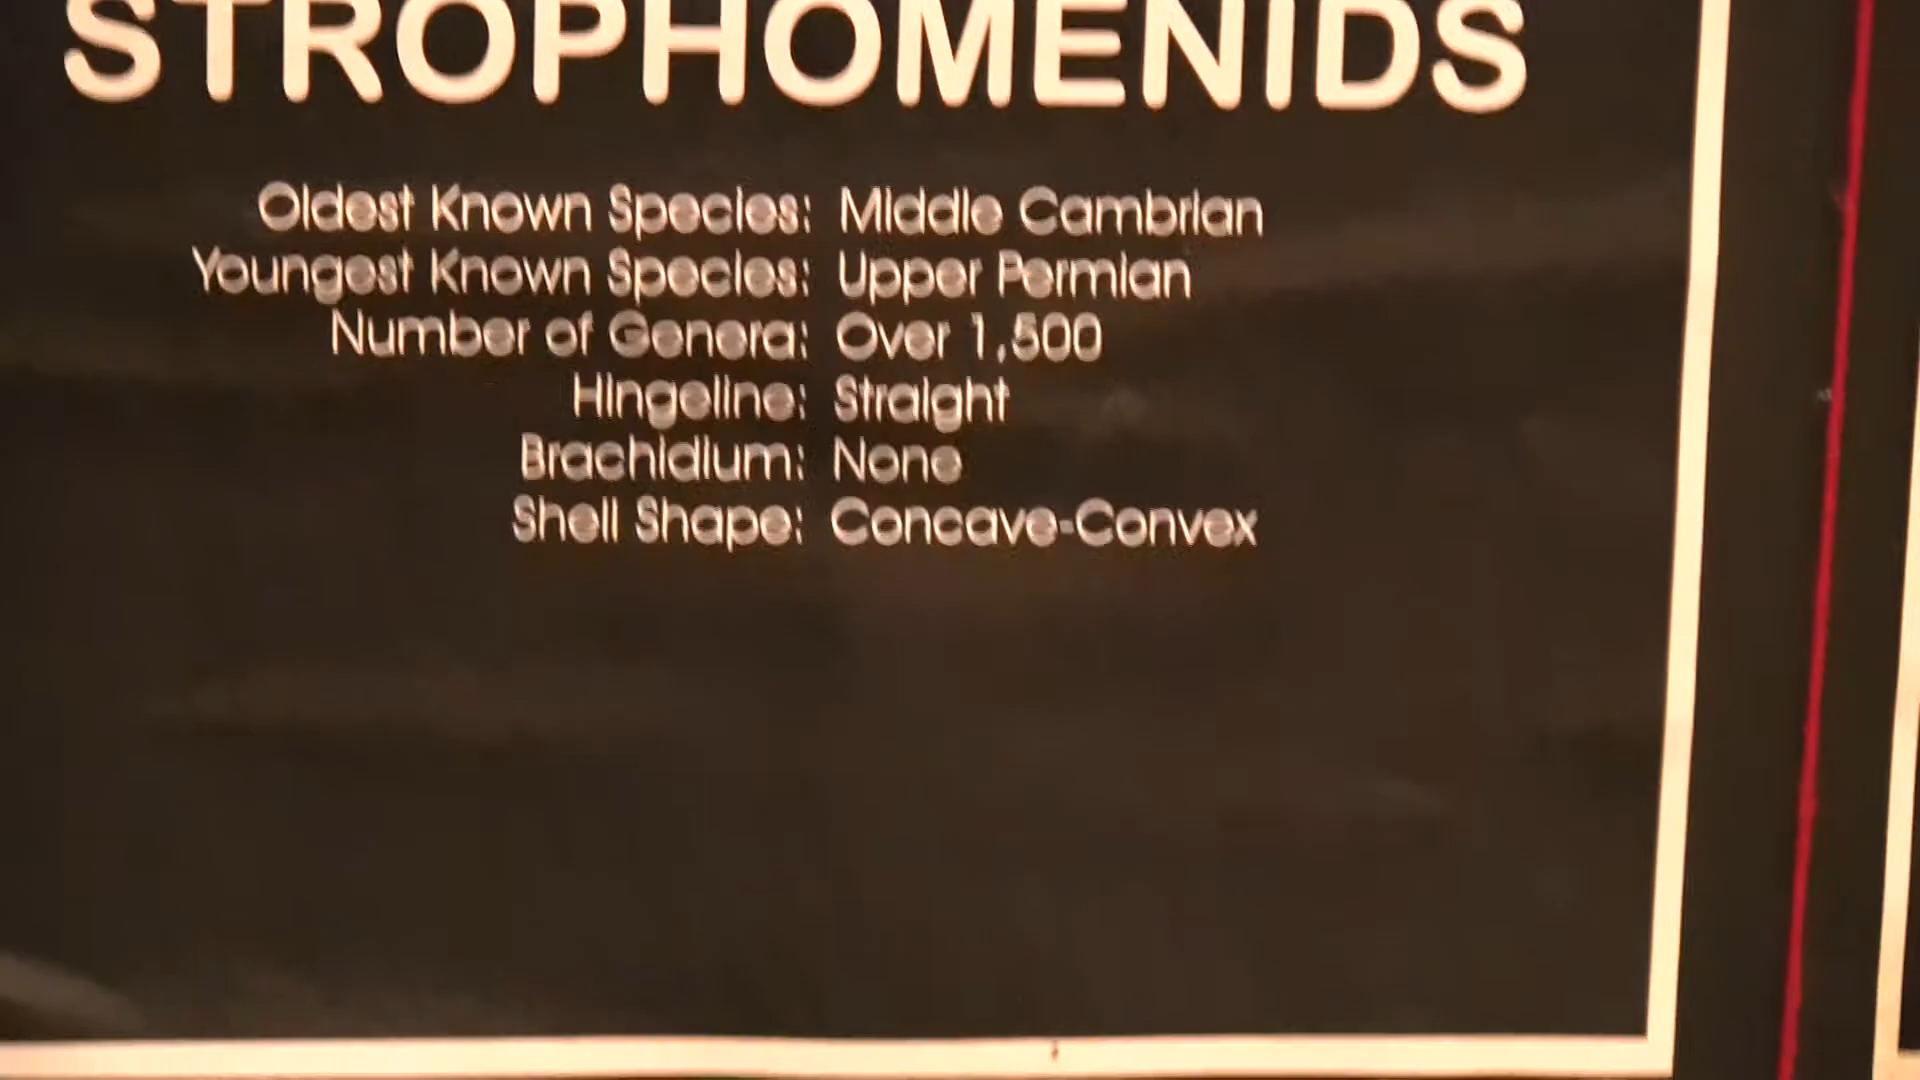 STROPHOMENIDS
Oldest Known Species: Middle Cambrian
Youngest Known Species: Upper Permian
Number of Genera: Over 1,500
Hingeline: Straight
Brachidium: None
Shell Shape: Concave-Convex